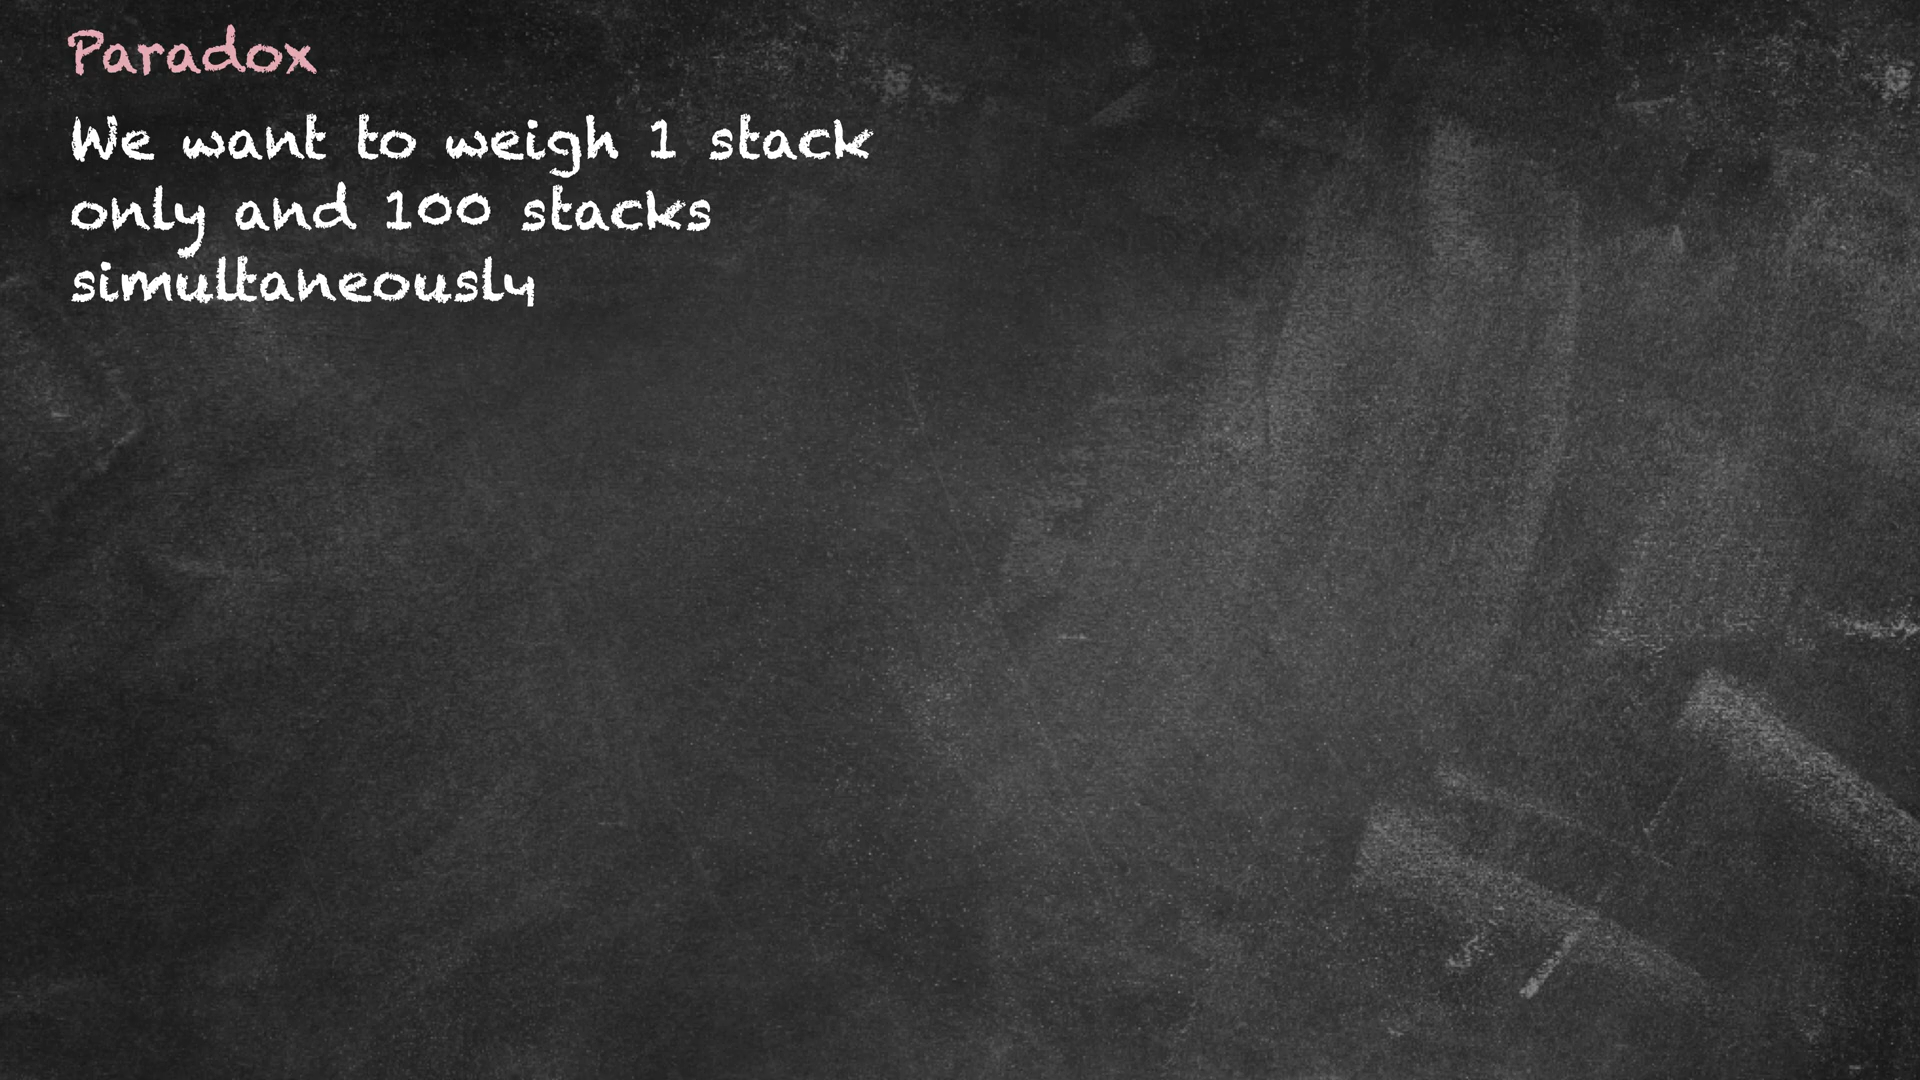 Paradox
We want to weigh 1 stack
only and 100 stacks
simultaneously